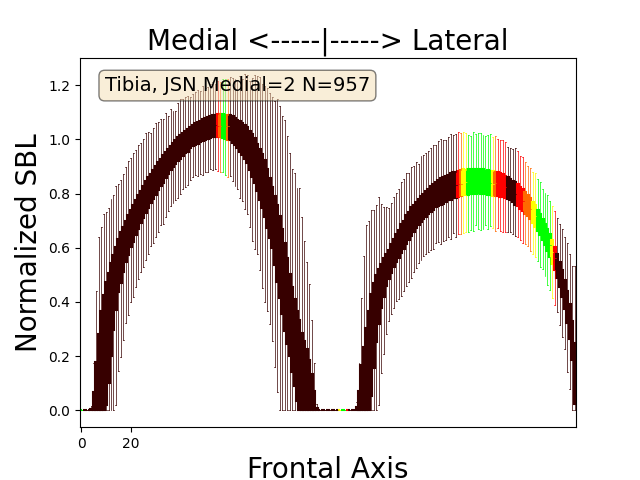 Medial <-----|-----> Lateral
Tibia, JSN Medial=2 N=957
Normalized SBL
1.2
1.0
0.8
0.6
0.4
0.2
0.0
0 20
Frontal Axis